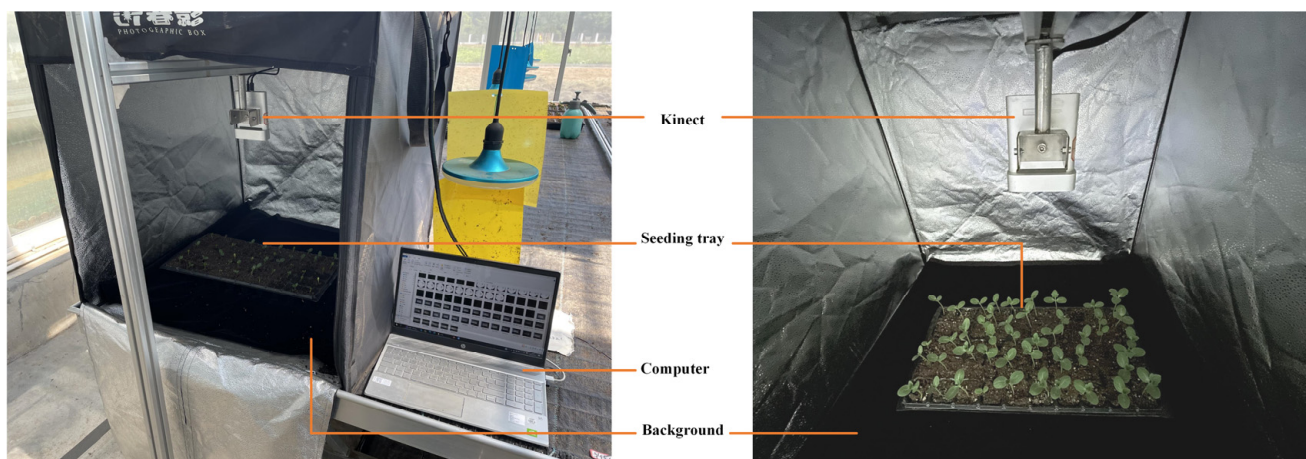 PHOTOGRAPHIC BOX
Kinect
Seeding tray
Computer
Background